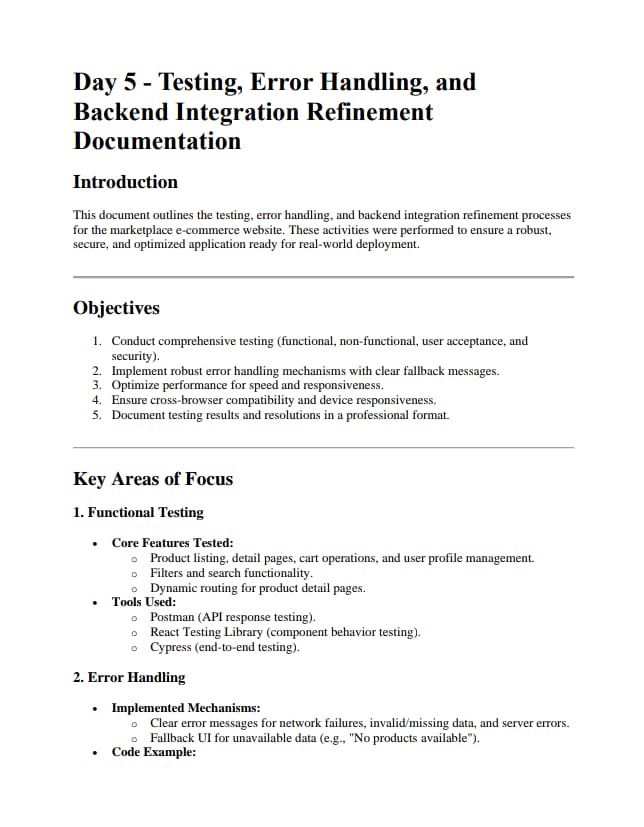 Day 5 - Testing, Error Handling, and
Backend Integration Refinement
Documentation
Introduction
This document outlines the testing, error handling, and backend integration refinement processes
for the marketplace e-commerce website. These activities were performed to ensure a robust,
secure, and optimized application ready for real-world deployment.
Objectives
1. Conduct comprehensive testing (functional, non-functional, user acceptance, and
security).
2. Implement robust error handling mechanisms with clear fallback messages.
3. Optimize performance for speed and responsiveness.
4. Ensure cross-browser compatibility and device responsiveness.
5. Document testing results and resolutions in a professional format.
Key Areas of Focus
1. Functional Testing
• Core Features Tested:
o Product listing, detail pages, cart operations, and user profile management.
o Filters and search functionality.
o Dynamic routing for product detail pages.
• Tools Used:
o Postman (API response testing).
o React Testing Library (component behavior testing).
o Cypress (end-to-end testing).
2. Error Handling
• Implemented Mechanisms:
o Clear error messages for network failures, invalid/missing data, and server errors.
o Fallback UI for unavailable data (e.g., "No products available").
• Code Example: